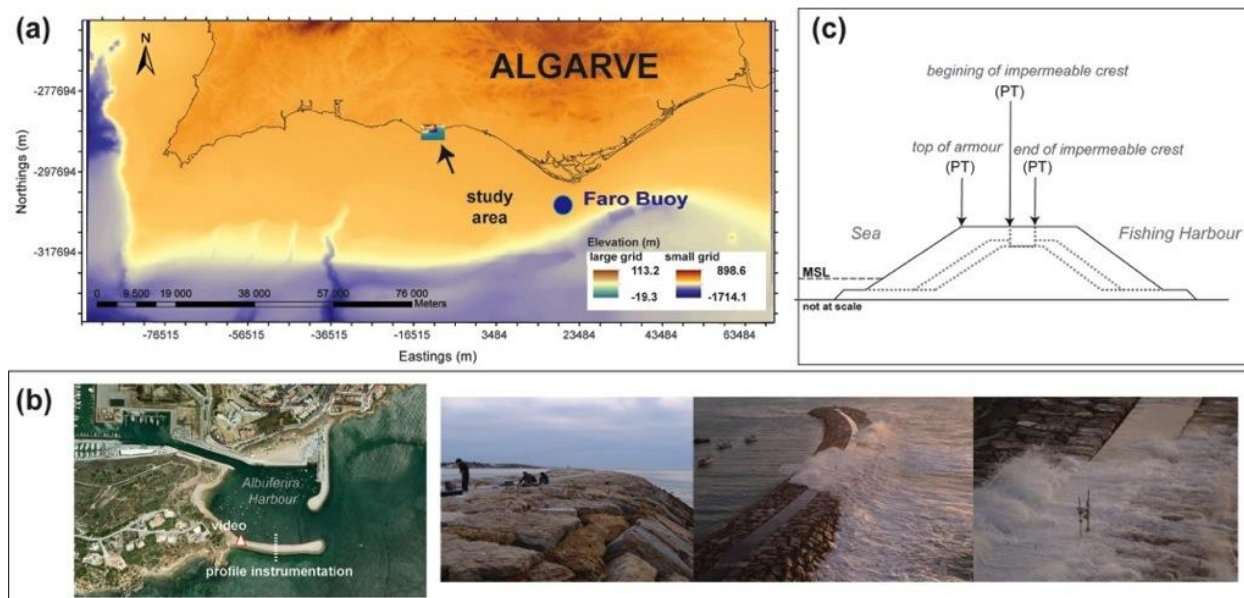 (a)
N
ALGARVE
-277694
-297694
-317694
Northings (m)
study
area
Faro Buoy
Elevation (m)
large grid small grid
113.2 898.6
-19.3 -1714.1
0 9,500 19 000 38 000 57 000 76 000
Meters
-76515 -56515 -36515 -16515 3484 23484 43484 63484
Eastings (m)
(c)
begining of impermeable crest
(PT)
top of armour end of impermeable crest
(PT) (PT)
Sea Fishing Harbour
MSL
not at scale
(b)
Albuferira
Harbour
video
profile instrumentation